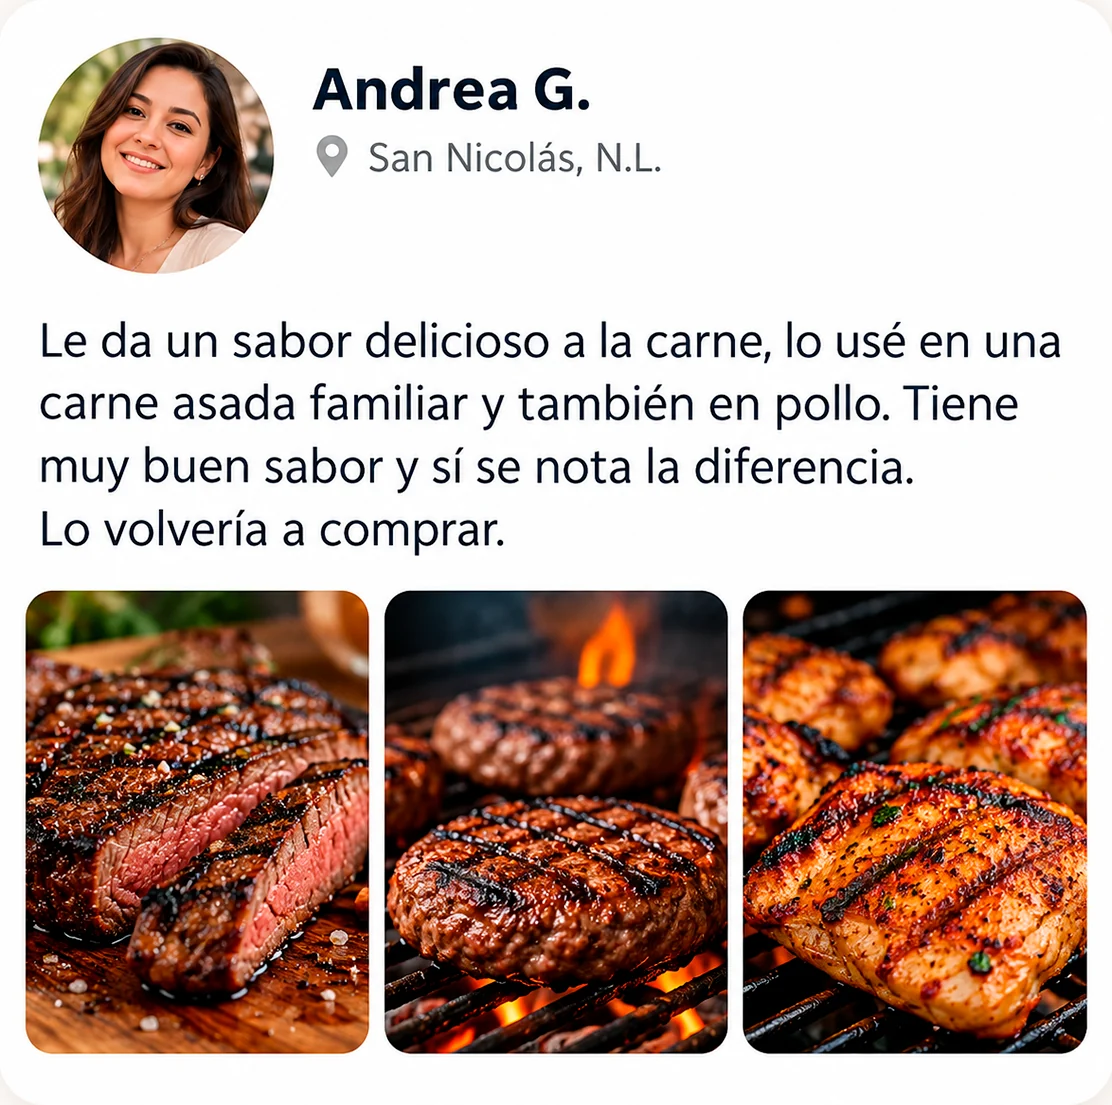 Andrea G.
San Nicolás, N.L.
Le da un sabor delicioso a la carne, lo usé en una
carne asada familiar y también en pollo. Tiene
muy buen sabor y sí se nota la diferencia.
Lo volvería a comprar.